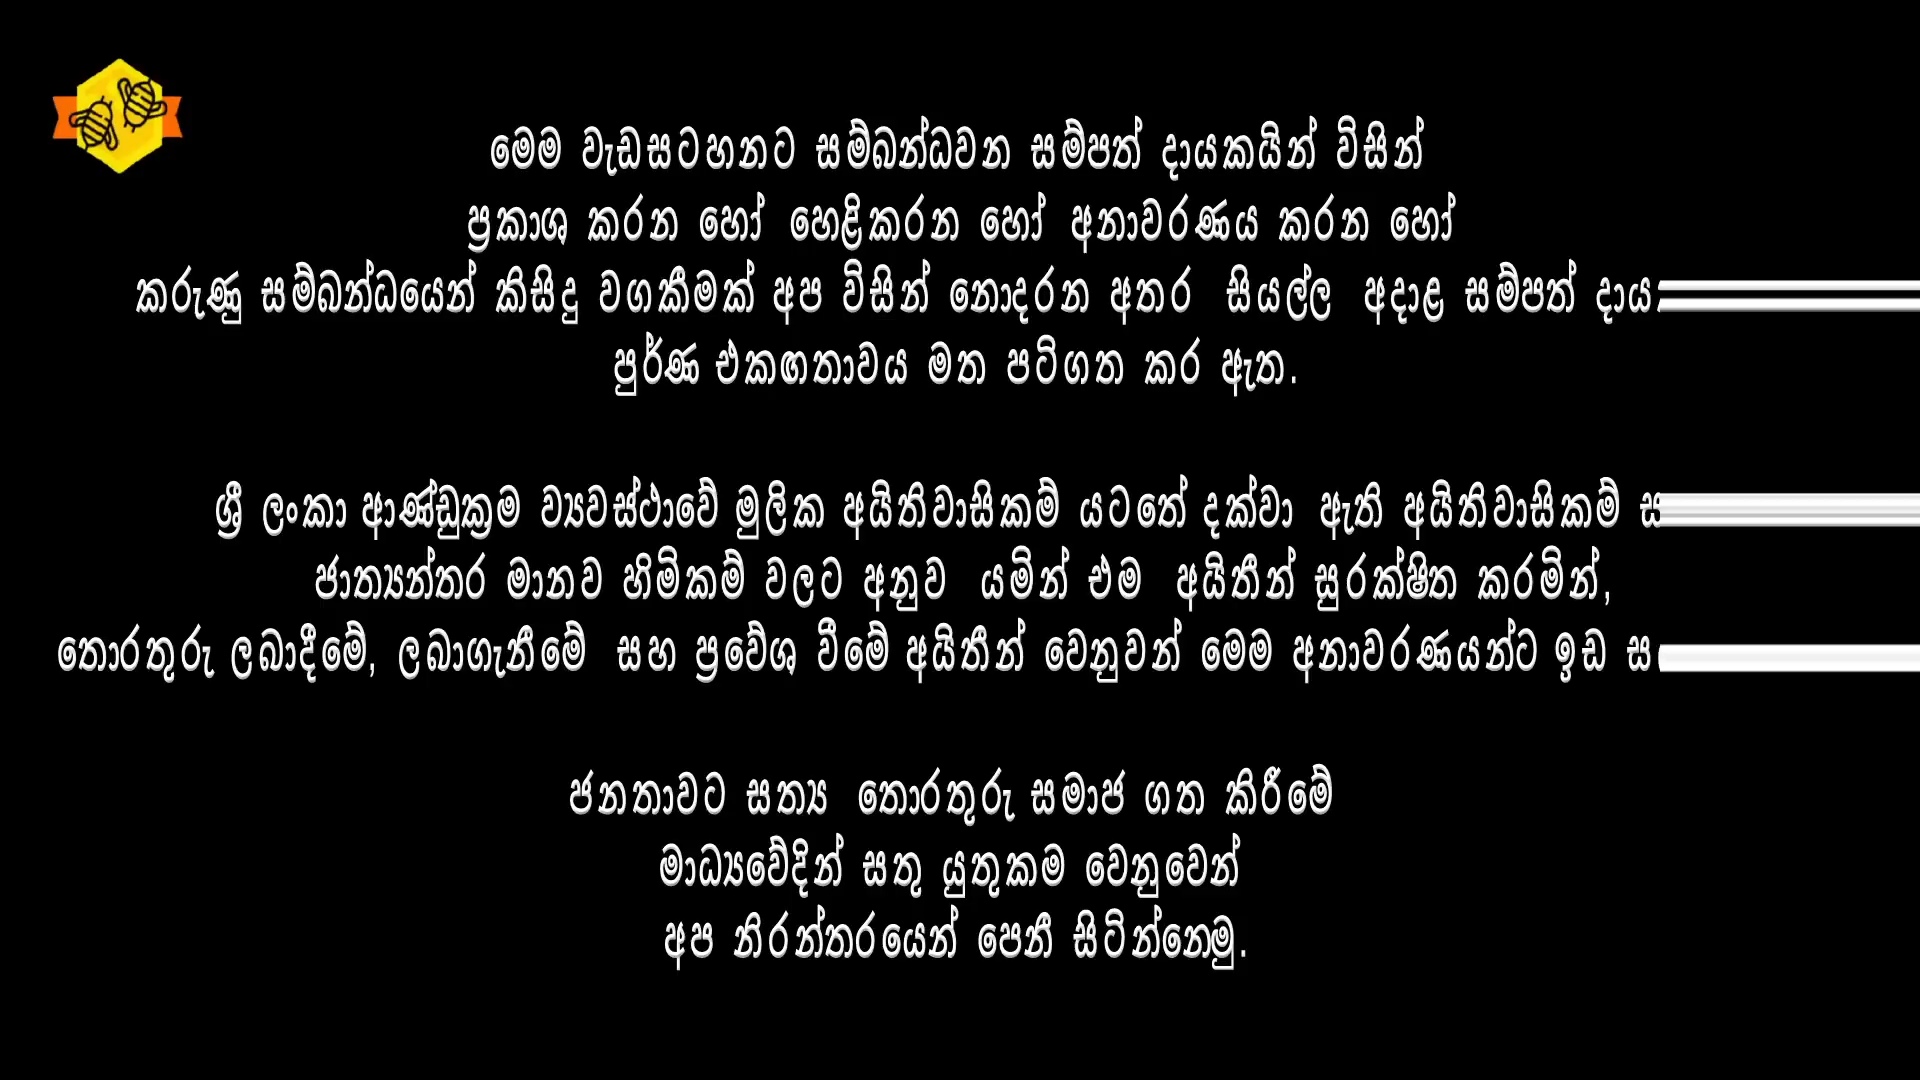 මෙම වැඩසටහනට සම්බන්ධවන සම්පත් දායකයින් විසින්
ප්‍රකාශ කරන හෝ හෙළිකරන හෝ අනාවරණය කරන හෝ
කරුණු සම්බන්ධයෙන් කිසිදු වගකීමක් අප විසින් නොදරන අතර සියල්ල අදාළ සම්පත්
පුර්ණ එකඟතාවය මත පටිගත කර ඇත.
ශ්‍රී ලංකා ආණ්ඩුක්‍රම ව්‍යවස්ථාවේ මුලික අයිතිවාසිකම් යටතේ දක්වා ඇති අයිතිවාසිකම්
ජාත්‍යන්තර මානව හිමිකම් වලට අනුව යමින් එම අයිතීන් සුරක්ෂිත කරමින්,
තොරතුරු ලබාදීමේ, ලබාගැනීමේ සහ ප්‍රවේශ වීමේ අයිතීන් වෙනුවන් මෙම අනාවරණයන්ට ඉඩ
ජනතාවට සත්‍ය තොරතුරු සමාජ ගත කිරීමේ
මාධ්‍යවේදින් සතු යුතුකම වෙනුවෙන්
අප නිරන්තරයෙන් පෙනී සිටින්නෙමු.